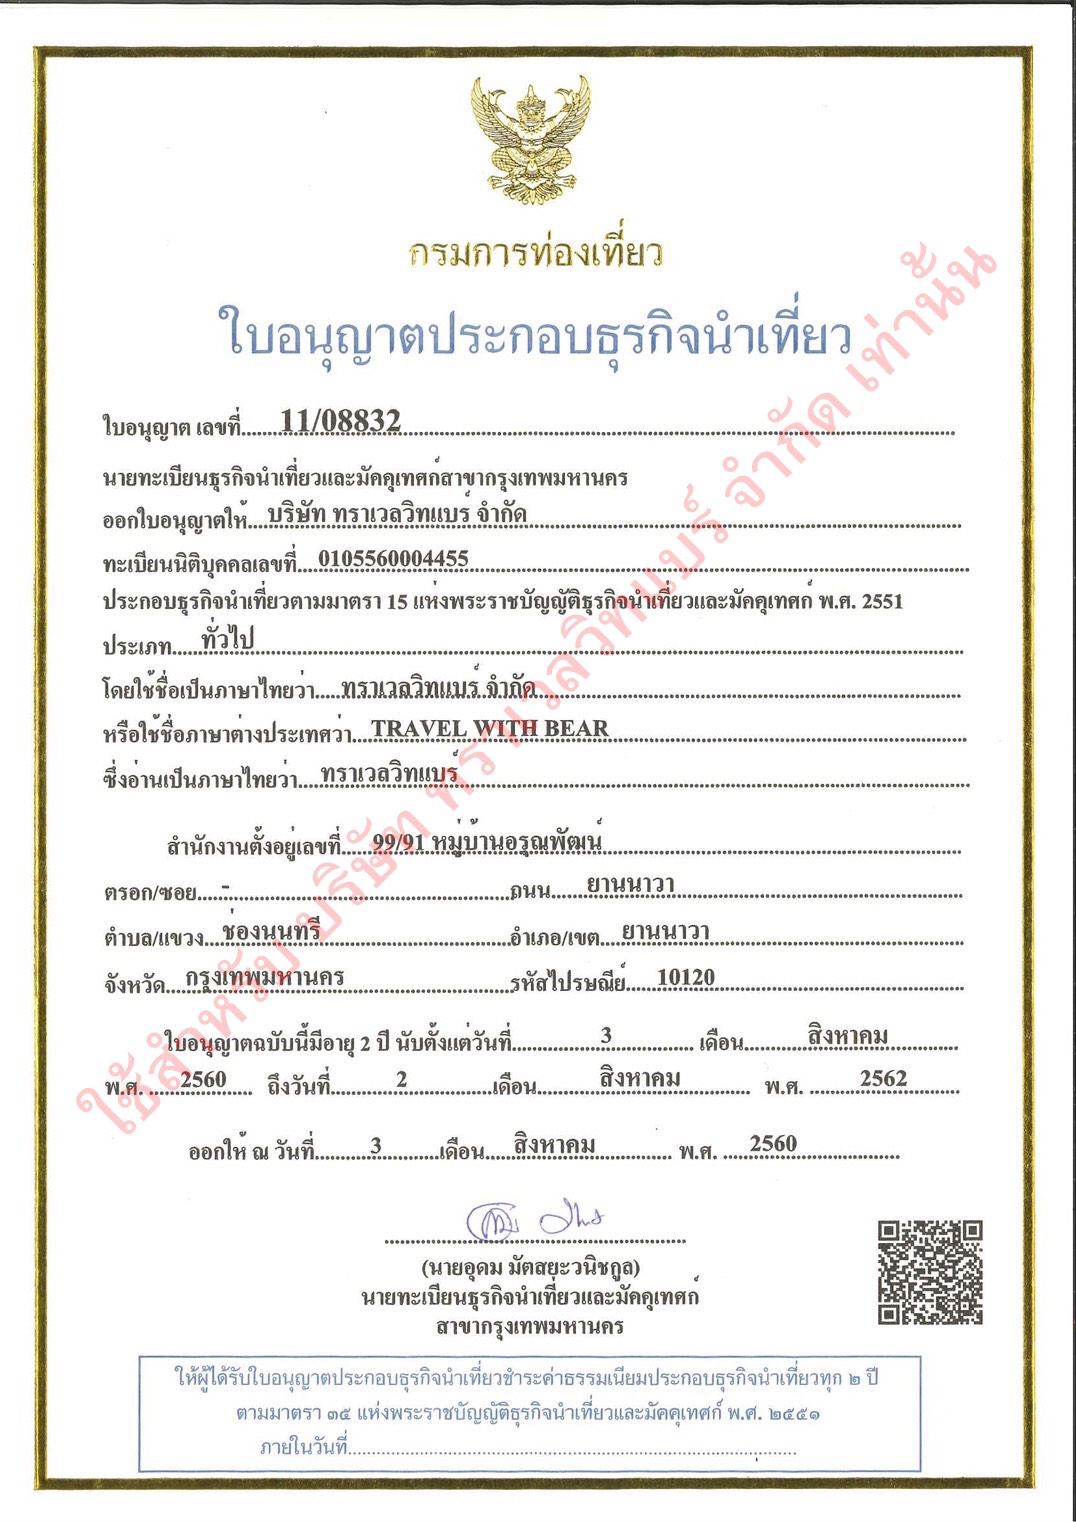 กรมการท่องเที่ยว
ใบอนุญาตประกอบธุรกิจนำเที่ยว
ใบอนุญาต เลขที่ 11/08832
นายทะเบียนธุรกิจนำเที่ยวและมัคคุเทศก์สาขากรุงเทพมหานคร
ออกใบอนุญาตให้ บริษัท ทราเวลวิทแบร์ จำกัด
ทะเบียนนิติบุคคลเลขที่ 0105560004455
ประกอบธุรกิจนำเที่ยวตามมาตรา 15 แห่งพระราชบัญญัติธุรกิจนำเที่ยวและมัคคุเทศก์ พ.ศ. 2551
ประเภท ทั่วไป
โดยใช้ชื่อเป็นภาษาไทยว่า ทราเวลวิทแบร์ จำกัด
หรือใช้ชื่อภาษาต่างประเทศว่า TRAVEL WITH BEAR
ซึ่งอ่านเป็นภาษาไทยว่า ทราเวลวิทแบร์
สำนักงานตั้งอยู่เลขที่ 99/91 หมู่บ้านอรุณพัฒน์
ตรอก/ซอย - ถนน ยานนาวา
ตำบล/แขวง ช่องนนทรี อำเภอ/เขต ยานนาวา
จังหวัด กรุงเทพมหานคร รหัสไปรษณีย์ 10120
ใบอนุญาตฉบับนี้มีอายุ 2 ปี นับตั้งแต่วันที่ 3 เดือน สิงหาคม
พ.ศ. 2560 ถึงวันที่ 2 เดือน สิงหาคม พ.ศ. 2562
ออกให้ ณ วันที่ 3 เดือน สิงหาคม พ.ศ. 2560
(นายอุดม มัตสยะวนิชกูล)
นายทะเบียนธุรกิจนำเที่ยวและมัคคุเทศก์
สาขากรุงเทพมหานคร
ให้ผู้ได้รับใบอนุญาตประกอบธุรกิจนำเที่ยวชำระค่าธรรมเนียมประกอบธุรกิจนำเที่ยวทุก ๒ ปี
ตามมาตรา ๓๕ แห่งพระราชบัญญัติธุรกิจนำเที่ยวและมัคคุเทศก์ พ.ศ. ๒๕๕๑
ภายในวันที่
ใช้สำหรับ บริษัท ทราเวลวิทแบร์ จำกัด เท่านั้น